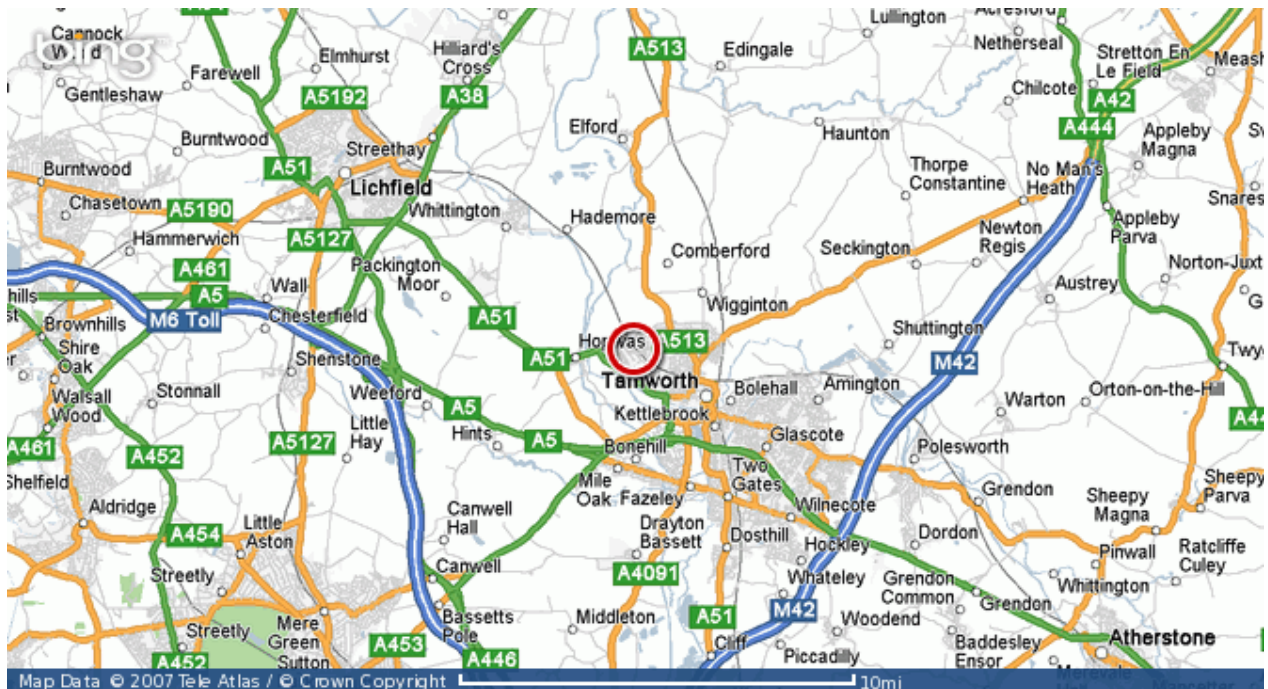 Cannock
Wood
bing
Gentleshaw
Farewell
Elmhurst
A5192
Hilliard's
Cross
A38
A513
Edingale
Lullington
Netherseal
Stretton En
Le Field
Chilcote
A42
A444
Appleby
Magna
Burntwood
A51
Streethay
Lichfield
Elford
Haunton
Thorpe
Constantine
No Man's
Heath
Burntwood
Chasetown
A5190
Hammerwich
A5127
Whittington
Hademore
Comberford
Seckington
Newton
Regis
Appleby
Parva
A461
A5
Wall
Packington
Moor
Wigginton
Austrey
M6 Toll
Brownhills
Chesterfield
A51
Shuttington
Shire
Oak
Shenstone
A51
Hopwas
A513
M42
Stonnall
Weeford
Tamworth
Bolehall
Amington
Warton
Orton-on-the-Hill
Walsall
Wood
A461
A5127
Little
Hay
A5
Hints
A5
Kettlebrook
Glascote
Polesworth
A452
Bonehill
Mile
Oak
Fazeley
Two
Gates
Wilnecote
Grendon
Sheepy
Magna
Sheepy
Parva
Shelfield
Aldridge
A454
Little
Aston
Canwell
Hall
Drayton
Bassett
Dosthill
Hockley
Dordon
Pinwall
Ratcliffe
Culey
Streetly
Canwell
A4091
Whateley
Grendon
Common
Grendon
Whittington
Streetly
Mere
Green
Sutton
A453
Bassetts
Pole
Middleton
A51
M42
Woodend
Baddesley
Ensor
Atherstone
A452
A446
Cliff
Piccadilly
Map Data © 2007 Tele Atlas / © Crown Copyright
10mi